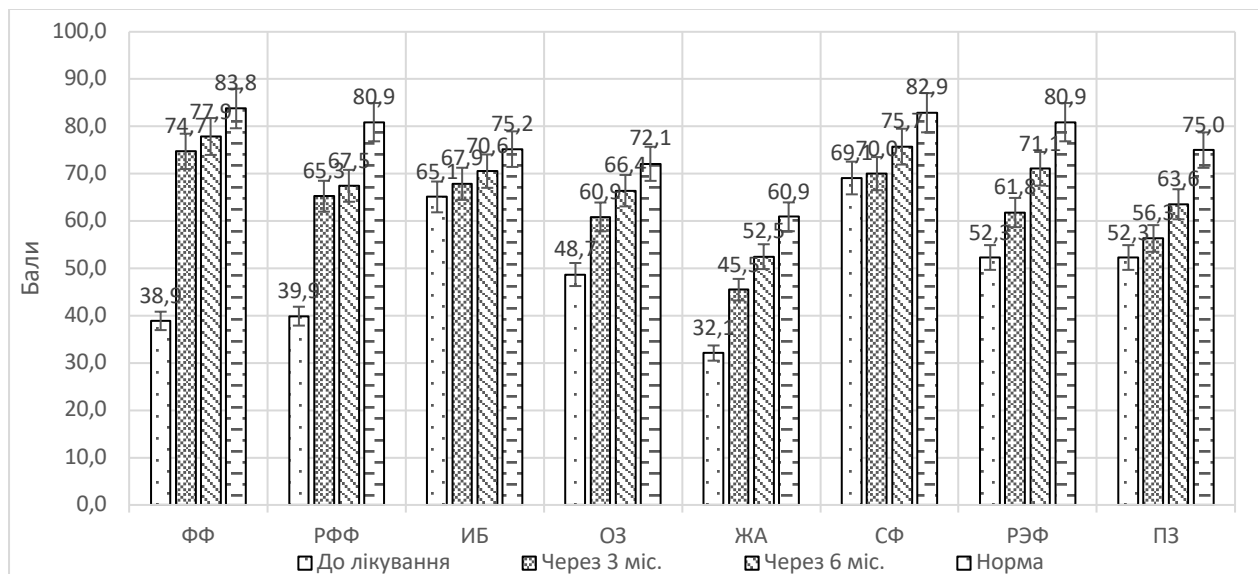 Бали
100,0
90,0
80,0
70,0
60,0
50,0
40,0
30,0
20,0
10,0
0,0
38,9 74,7 77,9 83,8
39,9 65,3 67,5 80,9
65,1 67,9 70,6 75,2
48,7 60,9 66,4 72,1
32,1 45,5 52,5 60,9
69,1 70,0 75,7 82,9
52,3 61,8 71,1 80,9
52,3 56,3 63,6 75,0
ФФ РФФ ИБ ОЗ ЖА СФ РЭФ ПЗ
До лікування Через 3 міс. Через 6 міс. Норма